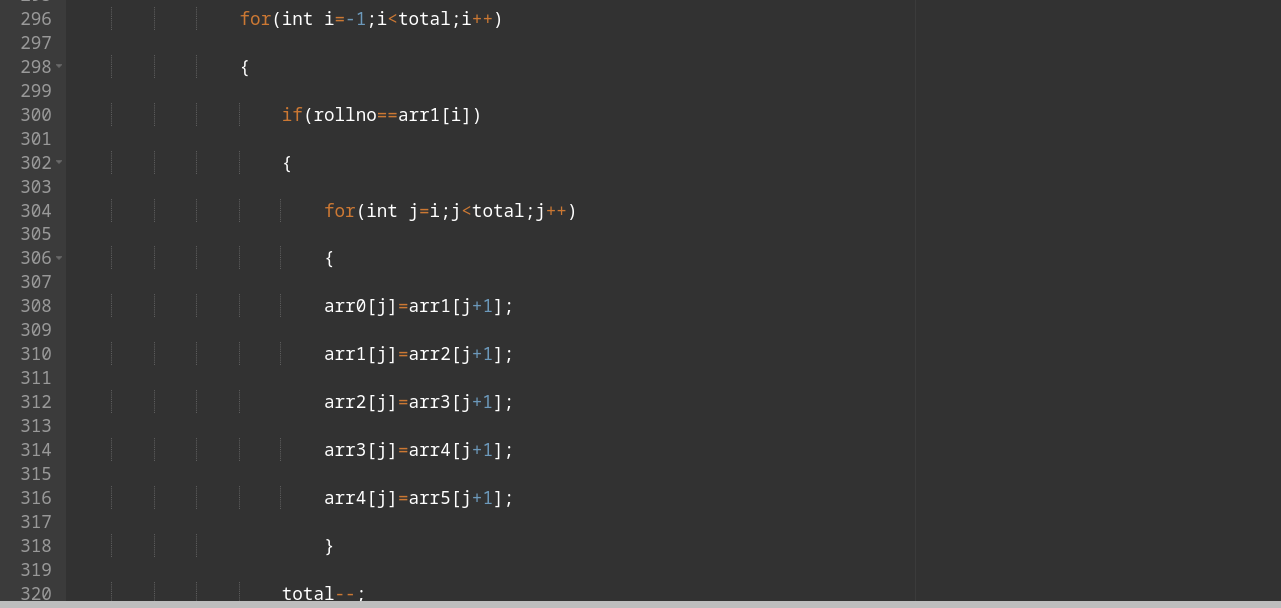 296 for(int i=-1;i<total;i++)
297
298 {
299
300 if(rollno==arr1[i])
301
302 {
303
304 for(int j=i;j<total;j++)
305
306 {
307
308 arr0[j]=arr1[j+1];
309
310 arr1[j]=arr2[j+1];
311
312 arr2[j]=arr3[j+1];
313
314 arr3[j]=arr4[j+1];
315
316 arr4[j]=arr5[j+1];
317
318 }
319
320 total--;